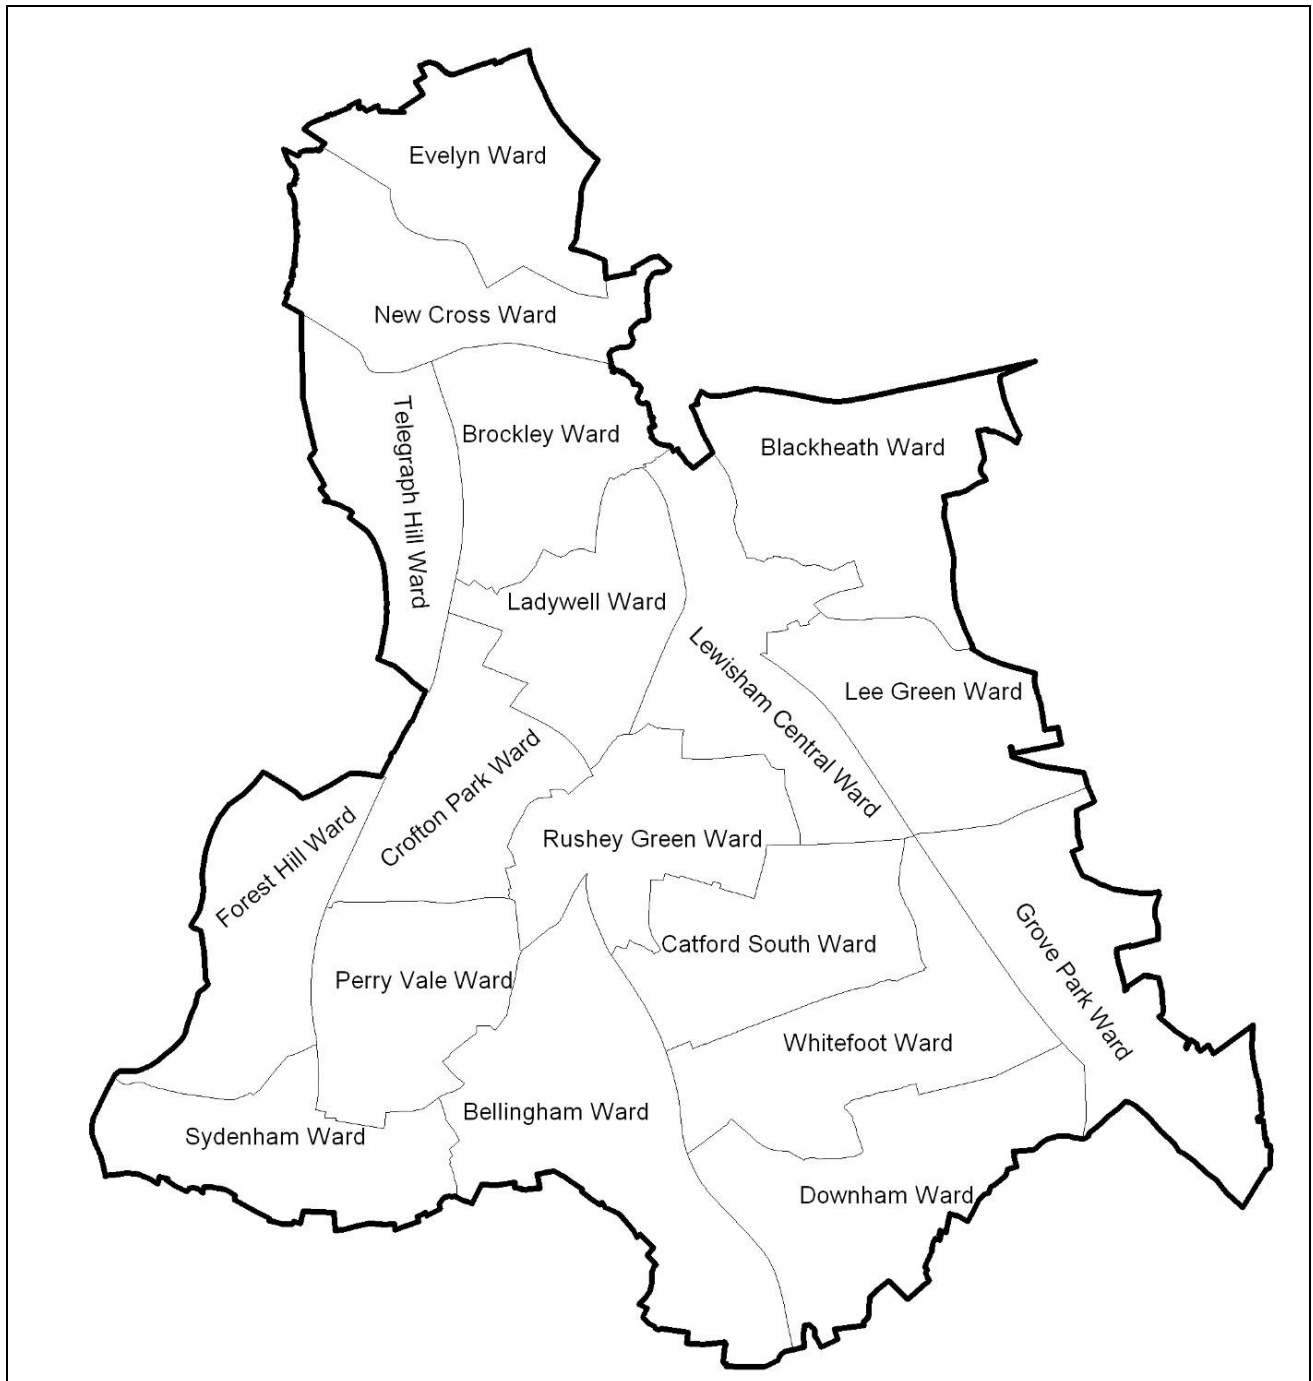 Evelyn Ward
New Cross Ward
Telegraph Hill Ward
Brockley Ward
Blackheath Ward
Ladywell Ward
Lewisham Central Ward
Lee Green Ward
Crofton Park Ward
Forest Hill Ward
Rushey Green Ward
Catford South Ward
Grove Park Ward
Perry Vale Ward
Whitefoot Ward
Bellingham Ward
Sydenham Ward
Downham Ward